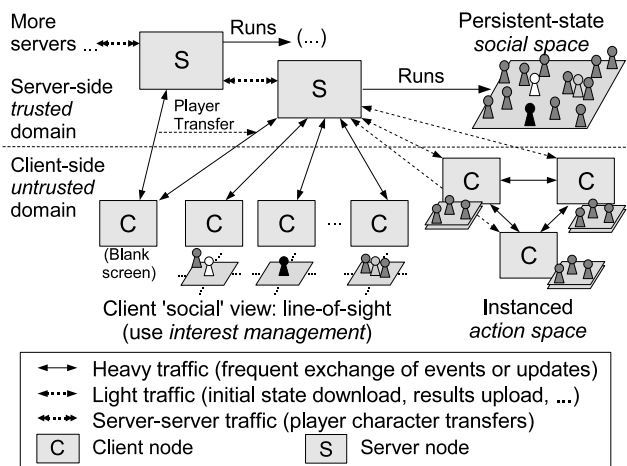 More
servers ...
Runs
(...)
Persistent-state
social space
S
Server-side
trusted
domain
Player
Transfer
S
Runs
Client-side
untrusted
domain
C
C
C
...
C
(Blank
screen)
C
C
C
Client 'social' view: line-of-sight
(use interest management)
Instanced
action space
Heavy traffic (frequent exchange of events or updates)
Light traffic (initial state download, results upload, ...)
Server-server traffic (player character transfers)
C Client node
S Server node